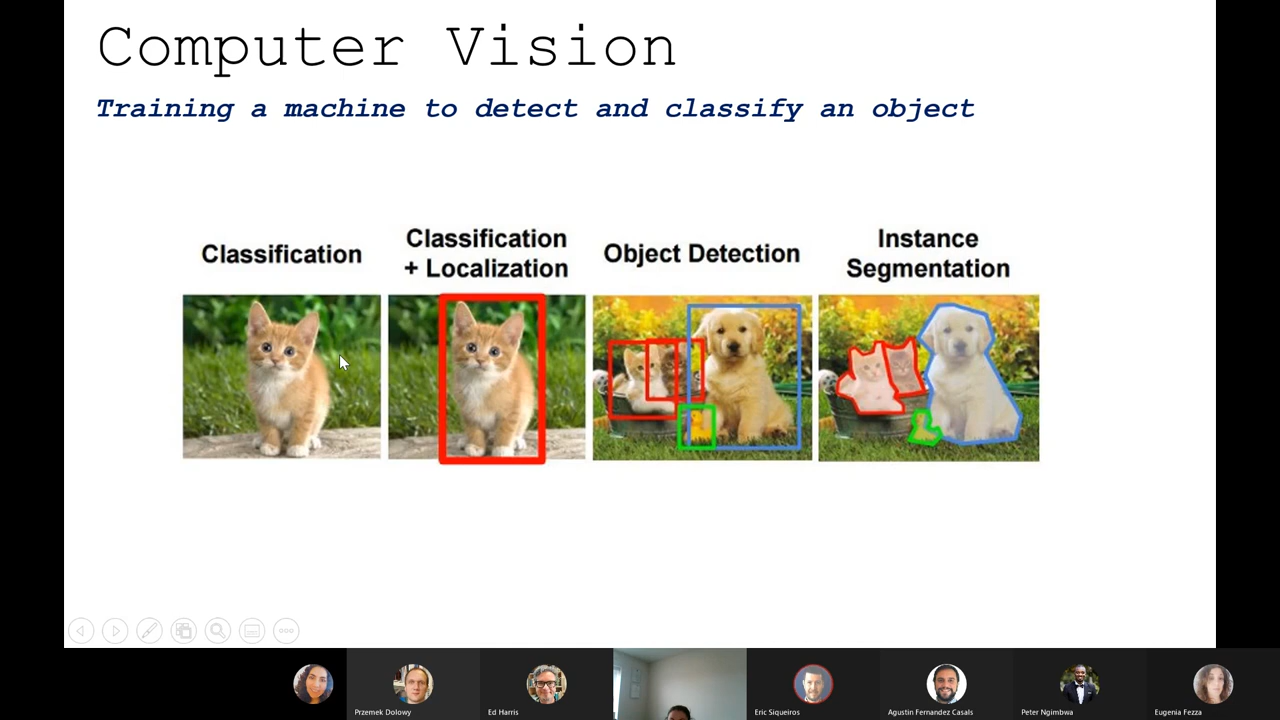 Computer Vision
Training a machine to detect and classify an object
Classification
Classification
+ Localization
Object Detection
Instance
Segmentation
Przemek Dolowy
Ed Harris
Eric Siqueiros
Agustin Fernandez Casals
Peter Ngimbwa
Eugenia Fezza